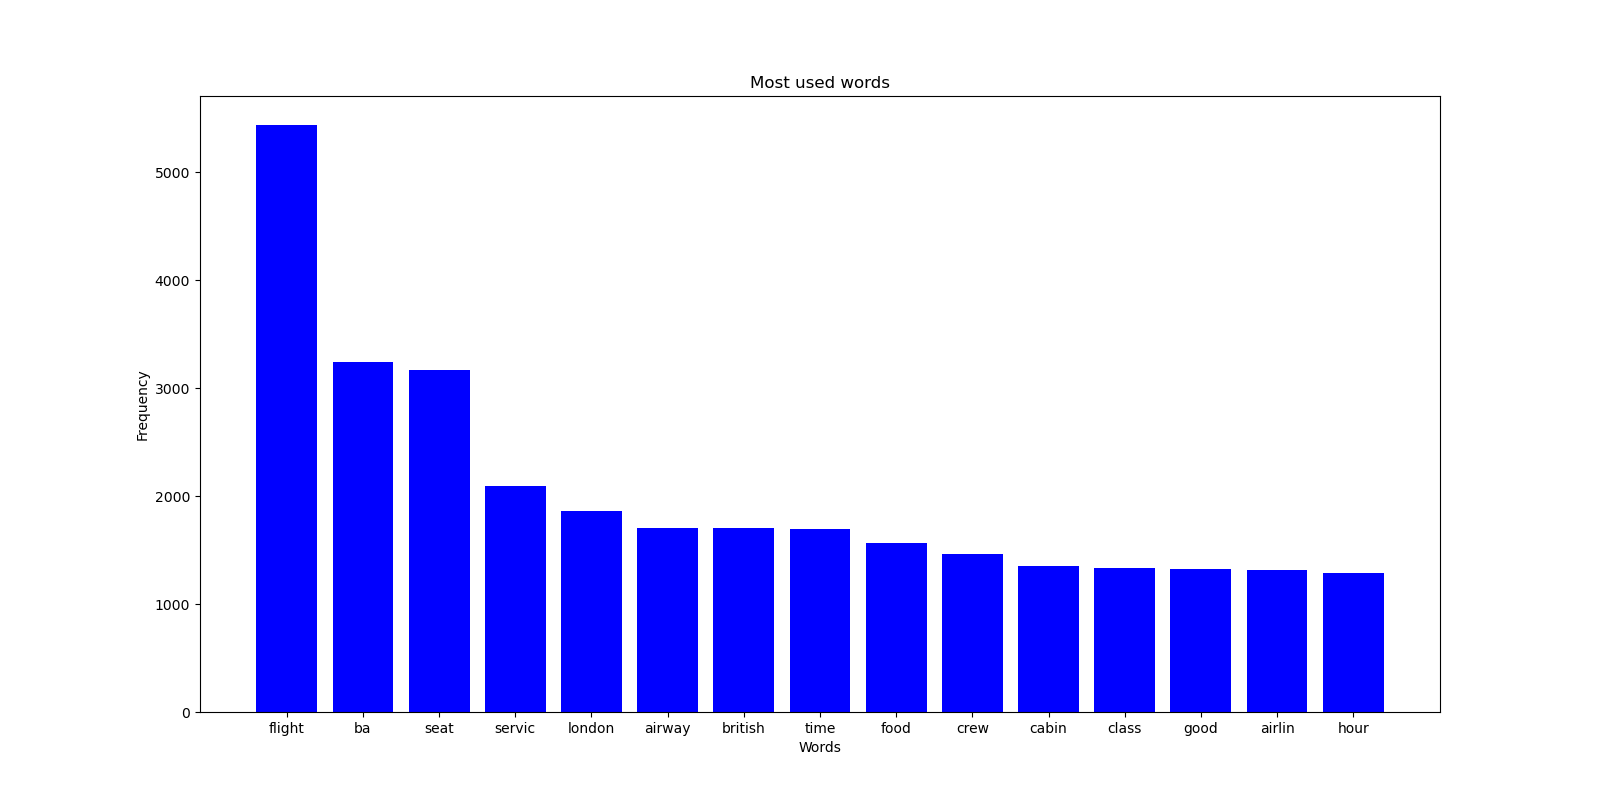 Most used words
5000
4000
3000
2000
1000
0
Frequency
flight ba seat servic london airway british time food crew cabin class good airlin hour
Words